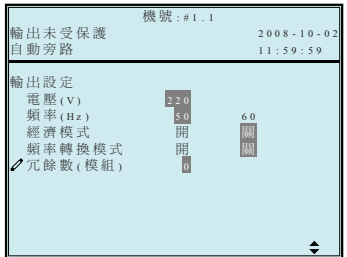 機號:#1.1
輸出未受保護 2008-10-02
自動旁路 11:59:59
輸出設定
電壓(V) 220
頻率(Hz) 50 60
經濟模式 開 關
頻率轉換模式 開 關
冗餘數(模組) 0